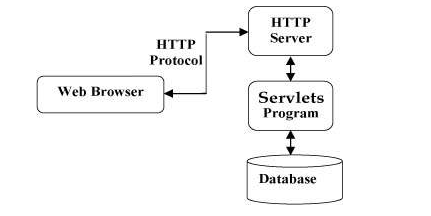 HTTP
Server
HTTP
Protocol
Web Browser
Servlets
Program
Database